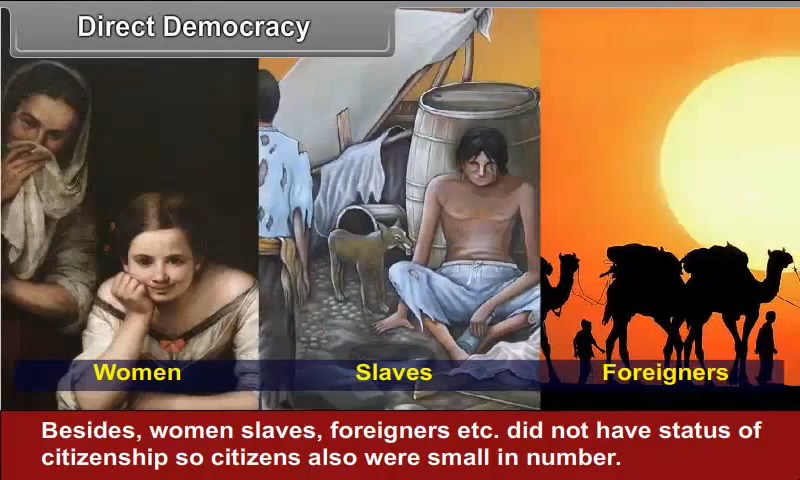 Direct Democracy
Women
Slaves
Foreigners
Besides, women slaves, foreigners etc. did not have status of
citizenship so citizens also were small in number.